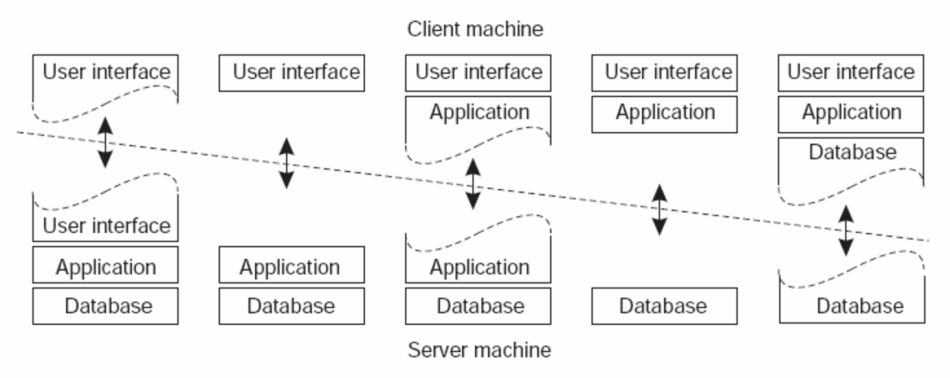 Client machine
User interface
User interface
User interface
User interface
User interface
Application
Application
Application
Database
User interface
Application
Application
Application
Database
Database
Database
Database
Database
Server machine